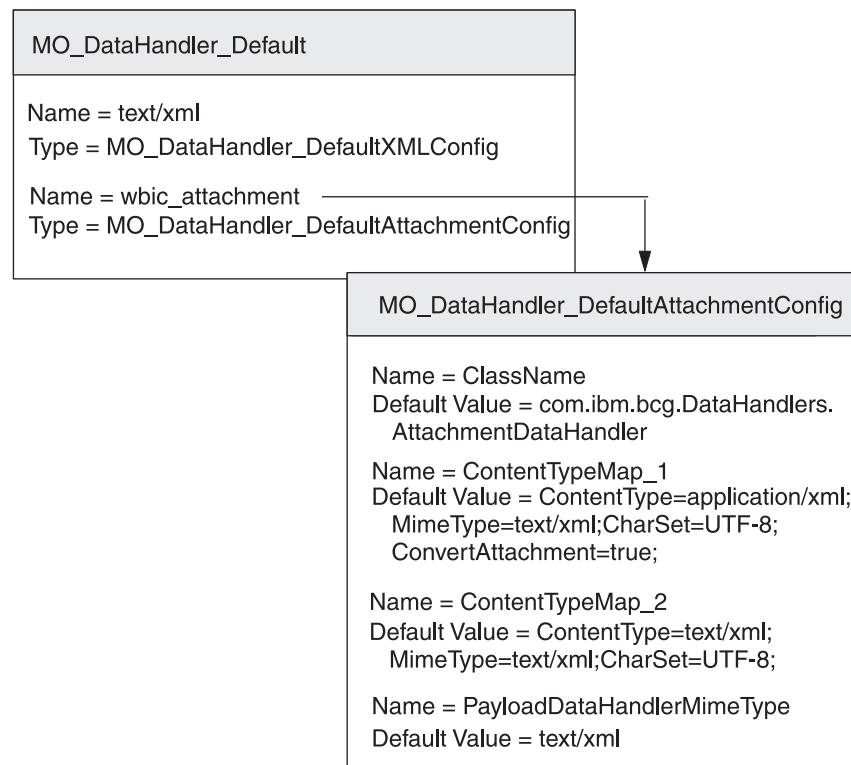 MO_DataHandler_Default
Name = text/xml
Type = MO_DataHandler_DefaultXMLConfig
Name = wbic_attachment
Type = MO_DataHandler_DefaultAttachmentConfig
MO_DataHandler_DefaultAttachmentConfig
Name = ClassName
Default Value = com.ibm.bcg.DataHandlers.
AttachmentDataHandler
Name = ContentTypeMap_1
Default Value = ContentType=application/xml;
MimeType=text/xml;CharSet=UTF-8;
ConvertAttachment=true;
Name = ContentTypeMap_2
Default Value = ContentType=text/xml;
MimeType=text/xml;CharSet=UTF-8;
Name = PayloadDataHandlerMimeType
Default Value = text/xml